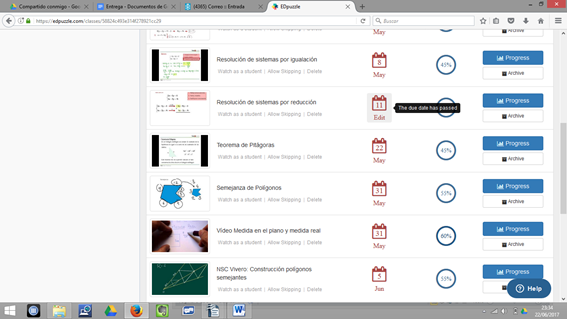 Compartido conmigo - Goo
Entrega - Documentos de G
(4383) Correo :: Entrada
EDpuzzle
https://edpuzzle.com/classes/
Buscar
May
Archive
Resolución de sistemas por igualación
Watch as a student | Allow Skipping | Delete
8
May
45%
Progress
Archive
Resolución de sistemas por reducción
Watch as a student | Allow Skipping | Delete
11
Edit
The due date has passed
Progress
Archive
Teorema de Pitágoras
Watch as a student | Allow Skipping | Delete
22
May
45%
Progress
Archive
Semejanza de Polígonos
Watch as a student | Allow Skipping | Delete
31
May
55%
Progress
Archive
Vídeo Medida en el plano y medida real
Watch as a student | Allow Skipping | Delete
31
May
80%
Progress
Archive
NSC Vivero: Construcción polígonos
semejantes
Watch as a student | Allow Skipping | Delete
5
Jun
55%
Progress
Archive
Help
22/06/2017